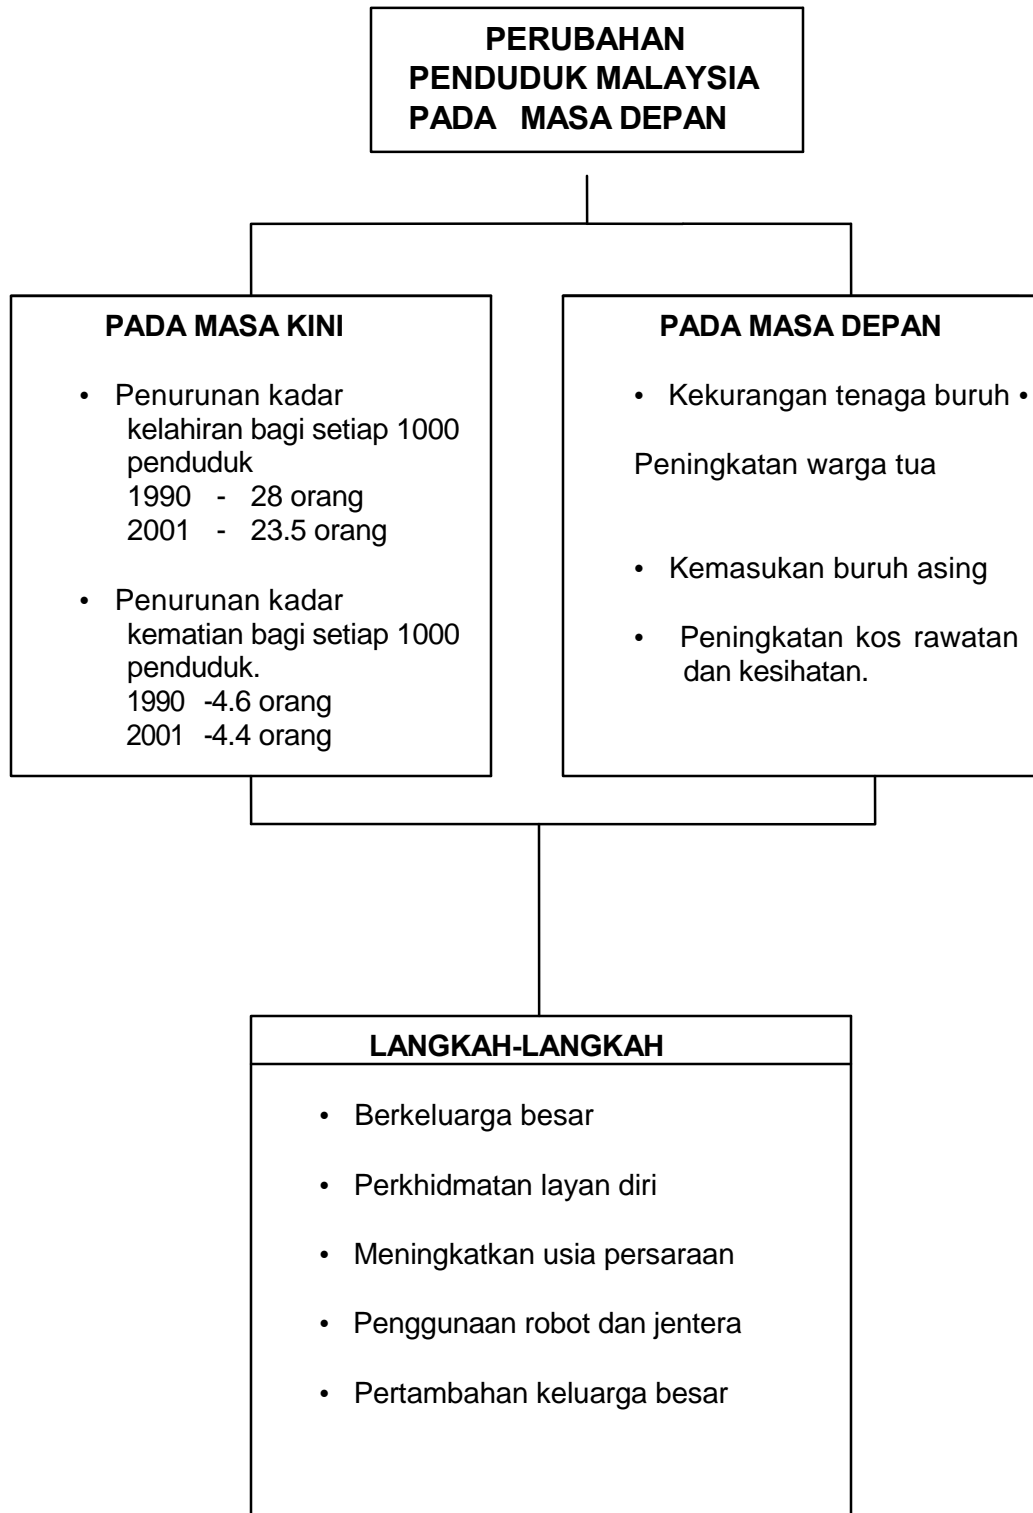 PERUBAHAN
PENDUDUK MALAYSIA
PADA MASA DEPAN
PADA MASA KINI
• Penurunan kadar
kelahiran bagi setiap 1000
penduduk
1990 - 28 orang
2001 - 23.5 orang
• Penurunan kadar
kematian bagi setiap 1000
penduduk.
1990 -4.6 orang
2001 -4.4 orang
PADA MASA DEPAN
• Kekurangan tenaga buruh •
Peningkatan warga tua
• Kemasukan buruh asing
• Peningkatan kos rawatan
dan kesihatan.
LANGKAH-LANGKAH
• Berkeluarga besar
• Perkhidmatan layan diri
• Meningkatkan usia persaraan
• Penggunaan robot dan jentera
• Pertambahan keluarga besar